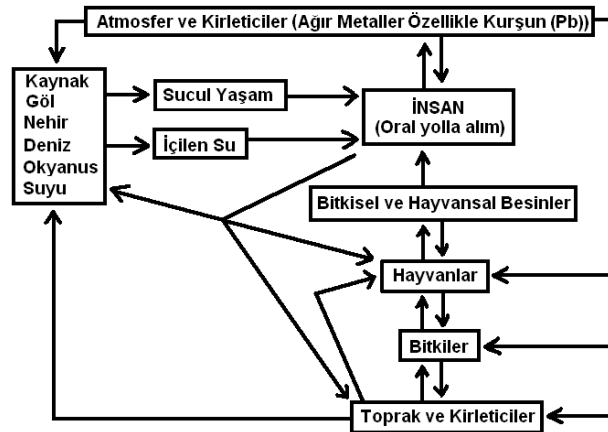 Atmosfer ve Kirleticiler (Ağır Metaller Özellikle Kurşun (Pb))
Kaynak
Göl
Nehir
Deniz
Okyanus
Suyu
Sucul Yaşam
İçilen Su
İNSAN
(Oral yolla alım)
Bitkisel ve Hayvansal Besinler
Hayvanlar
Bitkiler
Toprak ve Kirleticiler